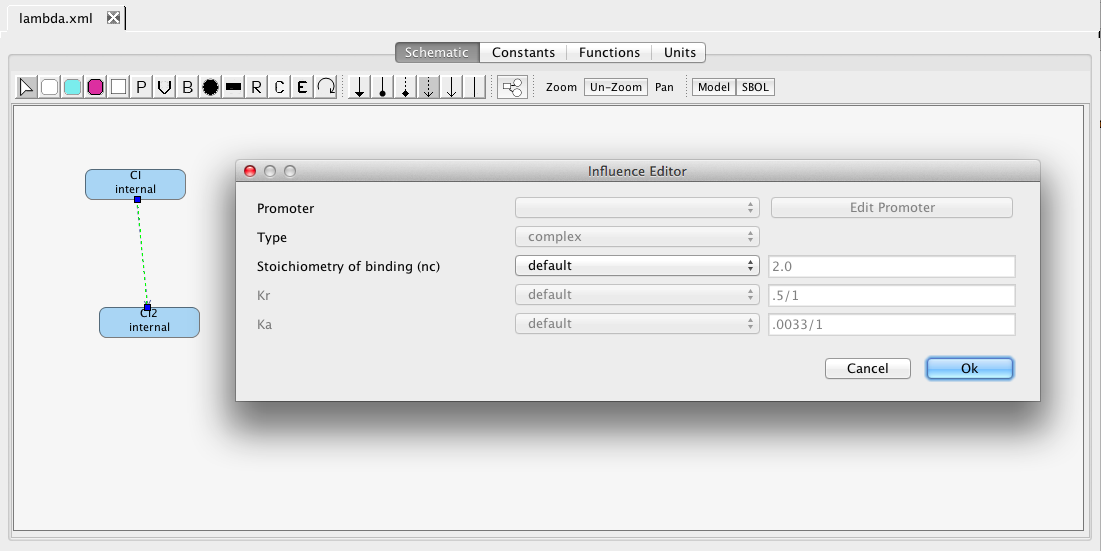 lambda.xml
Schematic Constants Functions Units
P V B R C E Zoom Un-Zoom Pan Model SBOL
CI
internal
CI2
internal
Influence Editor
Promoter Edit Promoter
Type complex
Stoichiometry of binding (nc) default 2.0
Kr default .5/1
Ka default .0033/1
Cancel Ok